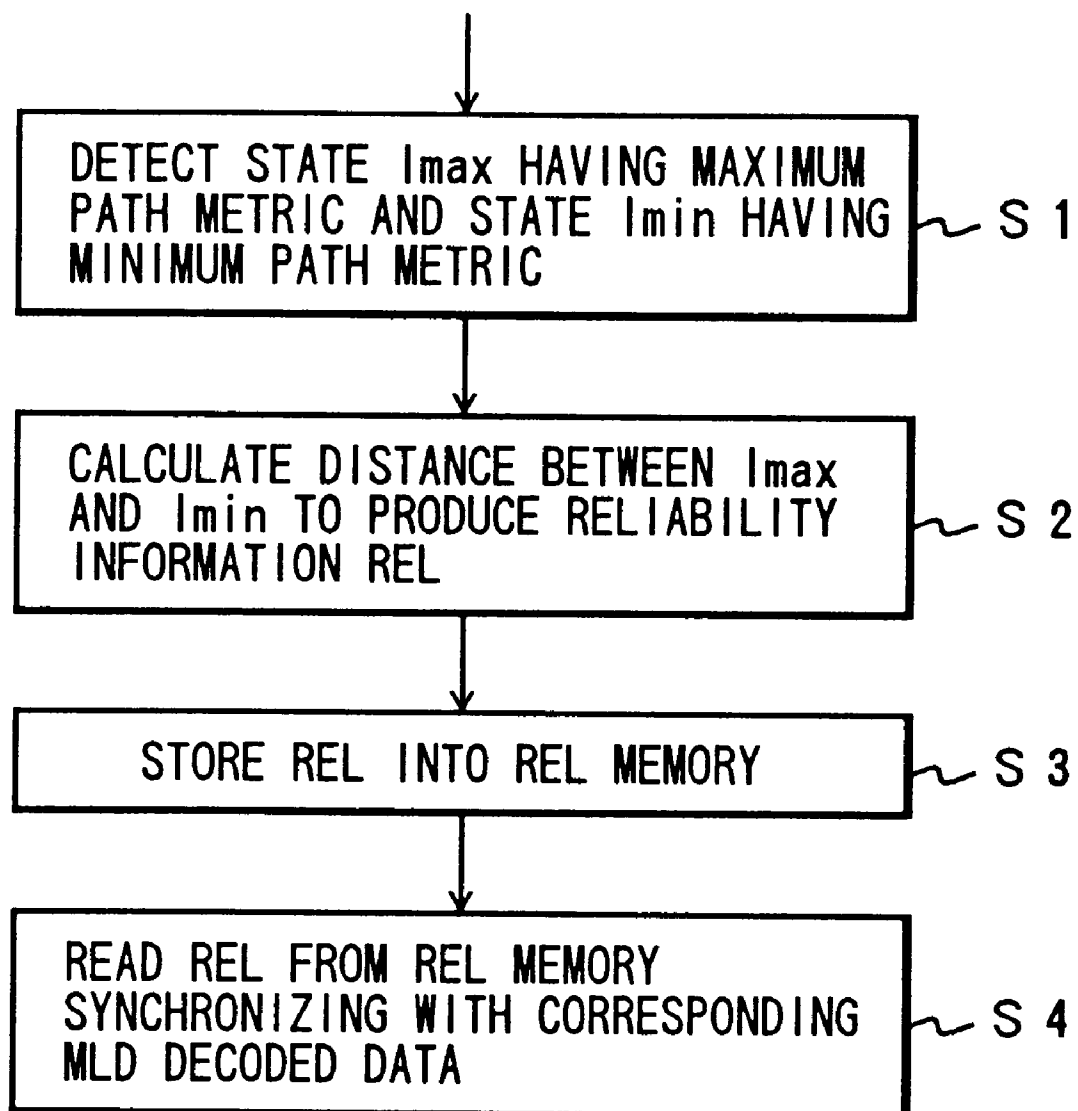 DETECT STATE Imax HAVING MAXIMUM
PATH METRIC AND STATE Imin HAVING
MINIMUM PATH METRIC
S 1
CALCULATE DISTANCE BETWEEN Imax
AND Imin TO PRODUCE RELIABILITY
INFORMATION REL
S 2
STORE REL INTO REL MEMORY
S 3
READ REL FROM REL MEMORY
SYNCHRONIZING WITH CORRESPONDING
MLD DECODED DATA
S 4